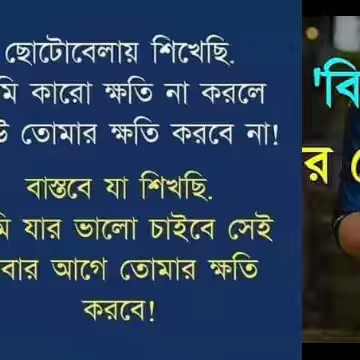 ছোটোবেলায় শিখেছি.
মি কারো ক্ষতি না করলে
উ তোমার ক্ষতি করবে না!
বাস্তবে যা শিখছি.
মি যার ভালো চাইবে সেই
বার আগে তোমার ক্ষতি
করবে!
'বি
র